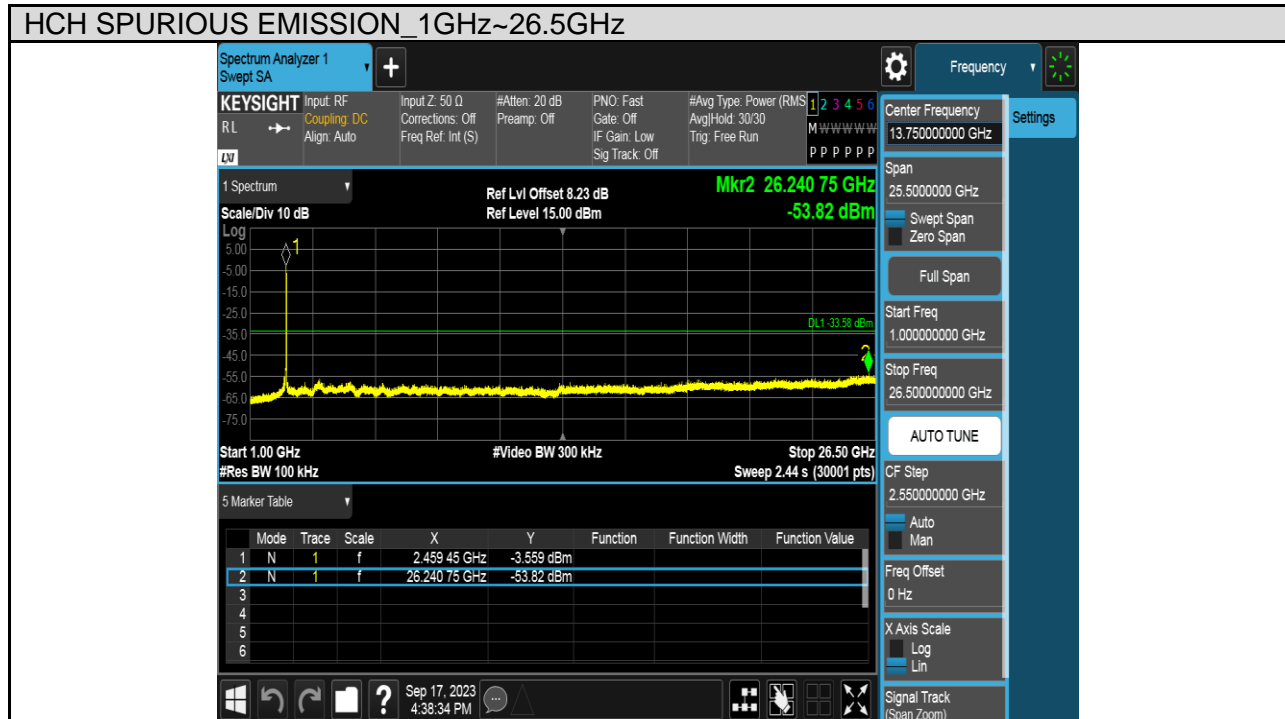 HCH SPURIOUS EMISSION_1GHz~26.5GHz
Spectrum Analyzer 1
Swept SA
+
Frequency
KEYSIGHT
RL
LXI
Input: RF
Coupling: DC
Align: Auto
Input Z: 50 Ω
Corrections: Off
Freq Ref: Int (S)
#Atten: 20 dB
Preamp: Off
PNO: Fast
Gate: Off
IF Gain: Low
Sig Track: Off
#Avg Type: Power (RMS
Avg|Hold: 30/30
Trig: Free Run
1 2 3 4 5 6
M W W W W W
P P P P P P
1 Spectrum
Scale/Div 10 dB
Ref Lvl Offset 8.23 dB
Ref Level 15.00 dBm
Mkr2 26.240 75 GHz
-53.82 dBm
Log
5.00
-5.00
-15.0
-25.0
-35.0
-45.0
-55.0
-65.0
-75.0
1
DL1 -33.58 dBm
2
Start 1.00 GHz
#Video BW 300 kHz
Stop 26.50 GHz
#Res BW 100 kHz
Sweep 2.44 s (30001 pts)
5 Marker Table
Mode Trace Scale X Y Function Function Width Function Value
1 N 1 f 2.459 45 GHz -3.559 dBm
2 N 1 f 26.240 75 GHz -53.82 dBm
3
4
5
6
?
Sep 17, 2023
4:38:34 PM
Center Frequency
13.750000000 GHz
Settings
Span
25.5000000 GHz
Swept Span
Zero Span
Full Span
Start Freq
1.000000000 GHz
Stop Freq
26.500000000 GHz
AUTO TUNE
CF Step
2.550000000 GHz
Auto
Man
Freq Offset
0 Hz
X Axis Scale
Log
Lin
Signal Track
(Span Zoom)